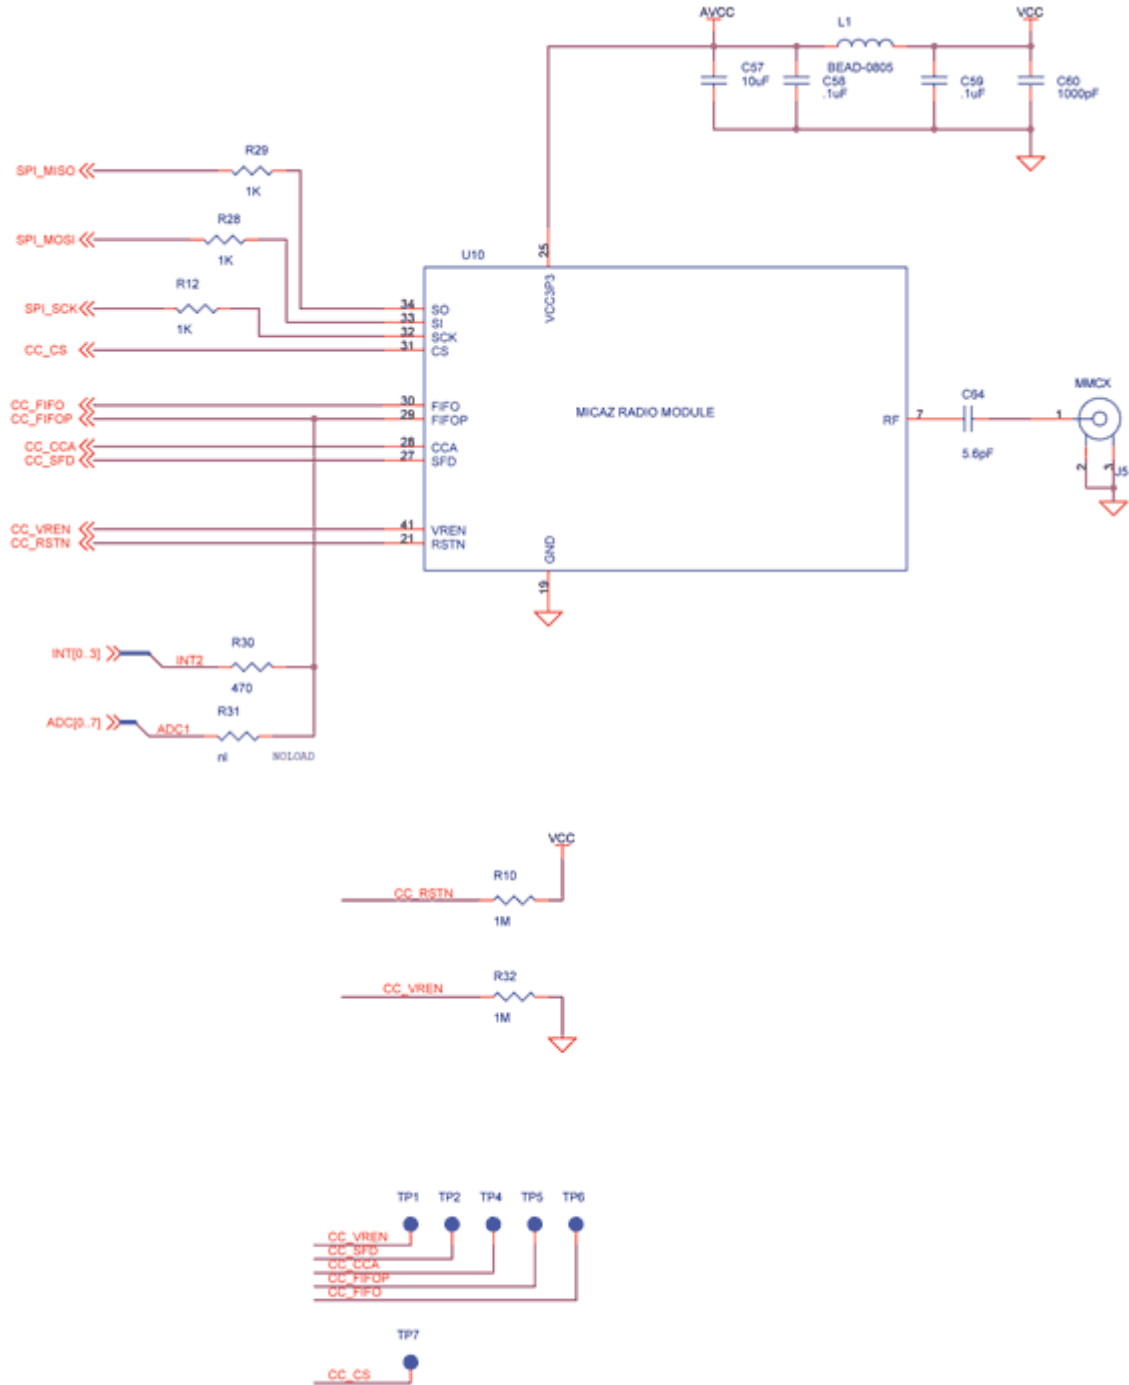 AVCC
L1
VCC
C57
10uF
BEAD-0805
C58
.1uF
C59
.1uF
C60
1000pF
R29
SPI_MISO
1K
R28
SPI_MOSI
1K
R12
SPI_SCK
1K
U10
25
VCC3P3
34 SO
33 SI
32 SCK
CC_CS 31 CS
CC_FIFO 30 FIFO
CC_FIFOP 29 FIFOP
CC_CCA 28 CCA
CC_SFD 27 SFD
CC_VREN 41 VREN
CC_RSTN 21 RSTN
MICAZ RADIO MODULE
RF 7
C64
5.6pF
MMCX
1
2
3
J5
GND
19
INT[0..3]
INT2
R30
470
ADC[0..7]
ADC1
R31
nl
NOLOAD
VCC
CC_RSTN
R10
1M
CC_VREN
R32
1M
TP1 TP2 TP4 TP5 TP6
CC_VREN
CC_SFD
CC_CCA
CC_FIFOP
CC_FIFO
TP7
CC_CS